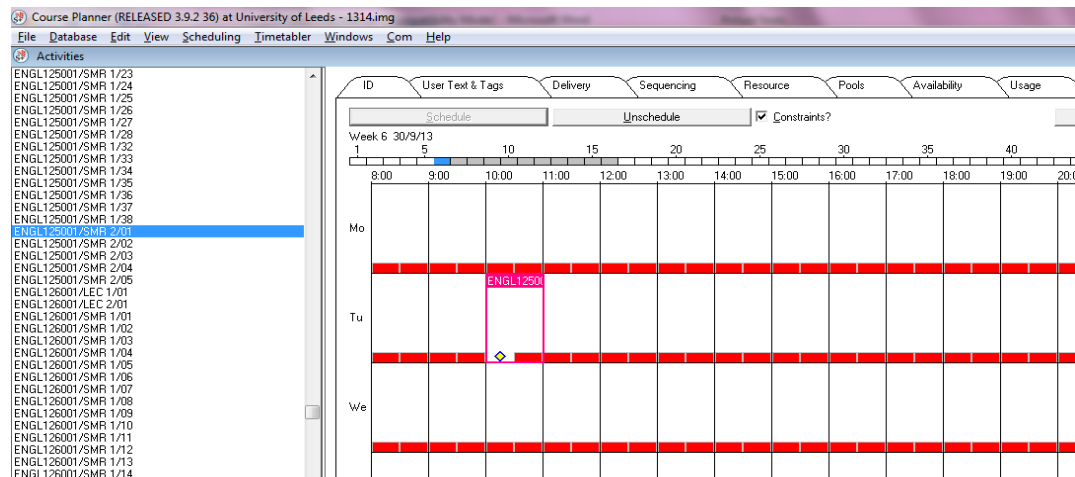 Course Planner (RELEASED 3.9.2 36) at University of Leeds - 1314.img
File Database Edit View Scheduling Timetabler Windows Com Help
Activities
ENGL125001/SMR 1/23
ENGL125001/SMR 1/24
ENGL125001/SMR 1/25
ENGL125001/SMR 1/26
ENGL125001/SMR 1/27
ENGL125001/SMR 1/28
ENGL125001/SMR 1/32
ENGL125001/SMR 1/33
ENGL125001/SMR 1/34
ENGL125001/SMR 1/35
ENGL125001/SMR 1/36
ENGL125001/SMR 1/37
ENGL125001/SMR 1/38
ENGL125001/SMR 2/01
ENGL125001/SMR 2/02
ENGL125001/SMR 2/03
ENGL125001/SMR 2/04
ENGL125001/SMR 2/05
ENGL126001/LEC 1/01
ENGL126001/LEC 2/01
ENGL126001/SMR 1/01
ENGL126001/SMR 1/02
ENGL126001/SMR 1/03
ENGL126001/SMR 1/04
ENGL126001/SMR 1/05
ENGL126001/SMR 1/06
ENGL126001/SMR 1/07
ENGL126001/SMR 1/08
ENGL126001/SMR 1/09
ENGL126001/SMR 1/10
ENGL126001/SMR 1/11
ENGL126001/SMR 1/12
ENGL126001/SMR 1/13
ENGL126001/SMR 1/14
ID User Text & Tags Delivery Sequencing Resource Pools Availability Usage
Schedule Unschedule Constraints?
Week 6 30/9/13
1 5 10 15 20 25 30 35 40
8:00 9:00 10:00 11:00 12:00 13:00 14:00 15:00 16:00 17:00 18:00 19:00 20:0
Mo
ENGL12500
Tu
We